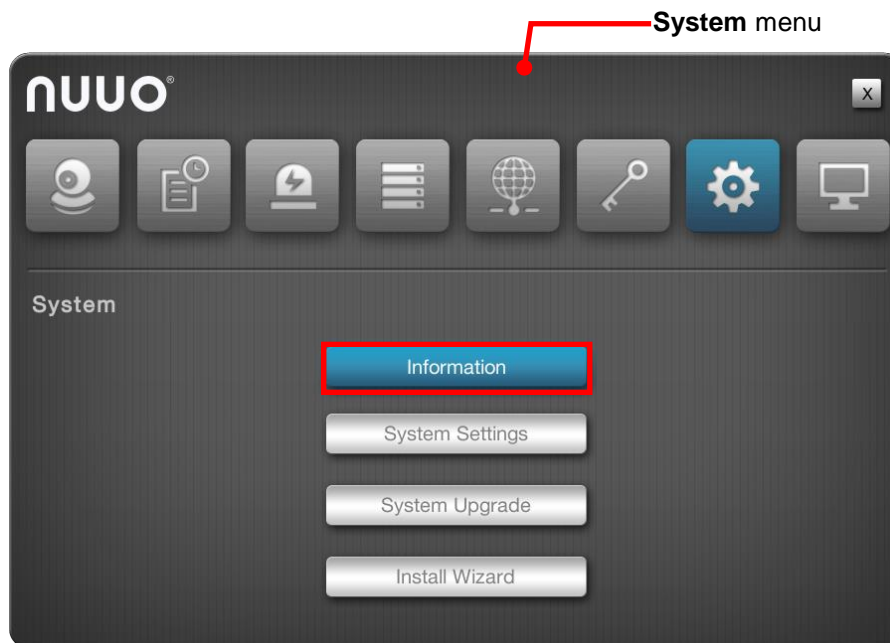 System menu
nuuo®
X
System
Information
System Settings
System Upgrade
Install Wizard